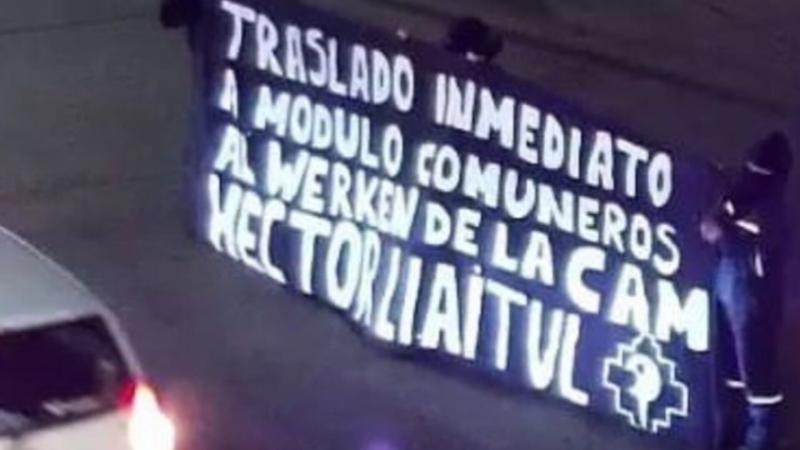 TRASLADO INMEDIATO
A MODULO COMUNEROS
AL WERKEN DE LA CAM
HECTOR LLAITUL